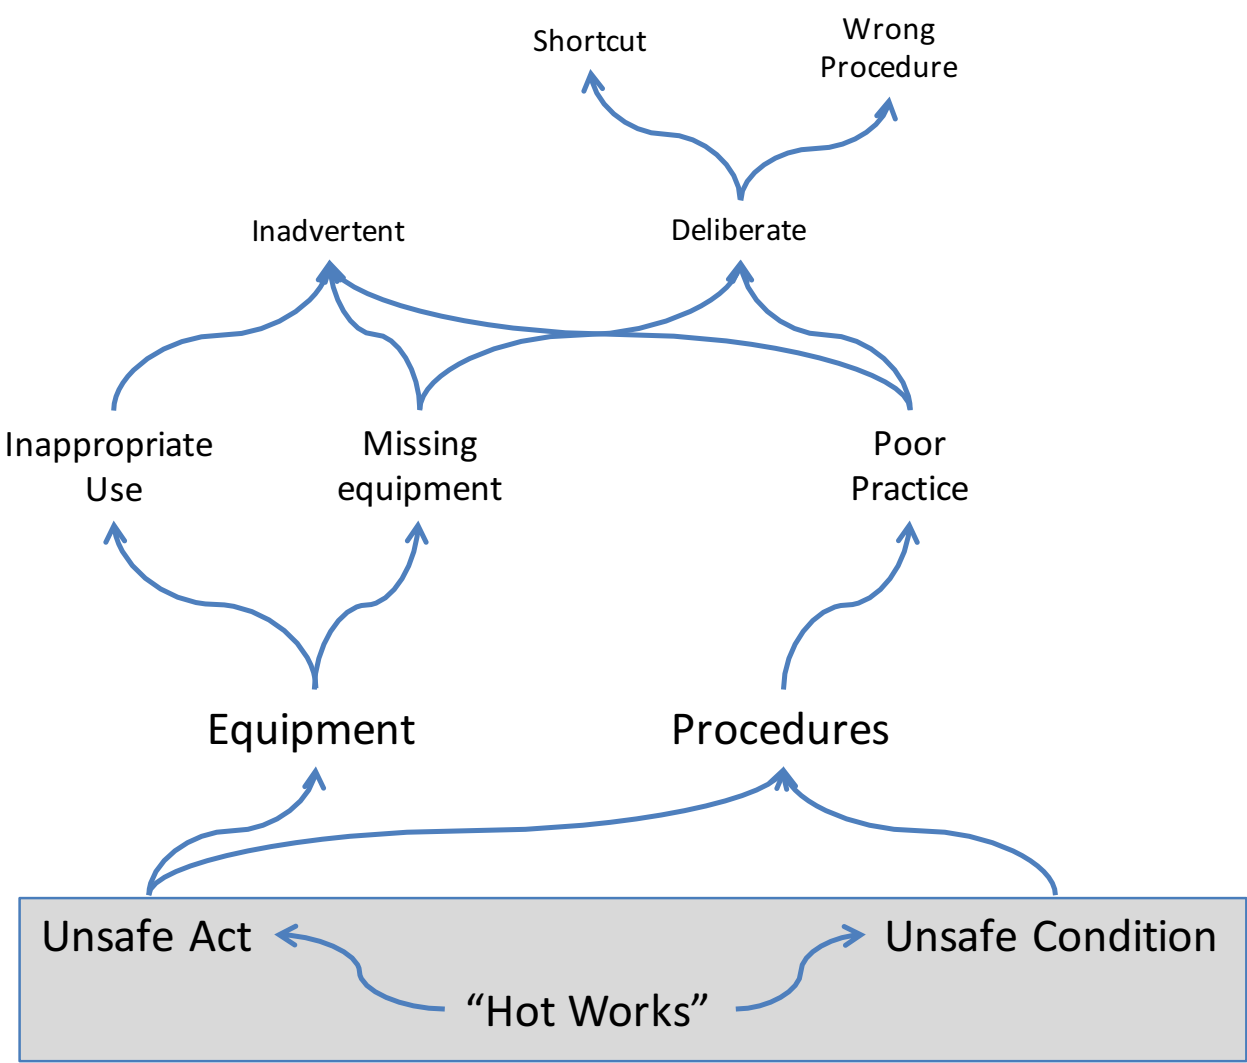 Shortcut
Wrong
Procedure
Inadvertent
Deliberate
Inappropriate
Use
Missing
equipment
Poor
Practice
Equipment
Procedures
Unsafe Act
Unsafe Condition
“Hot Works”